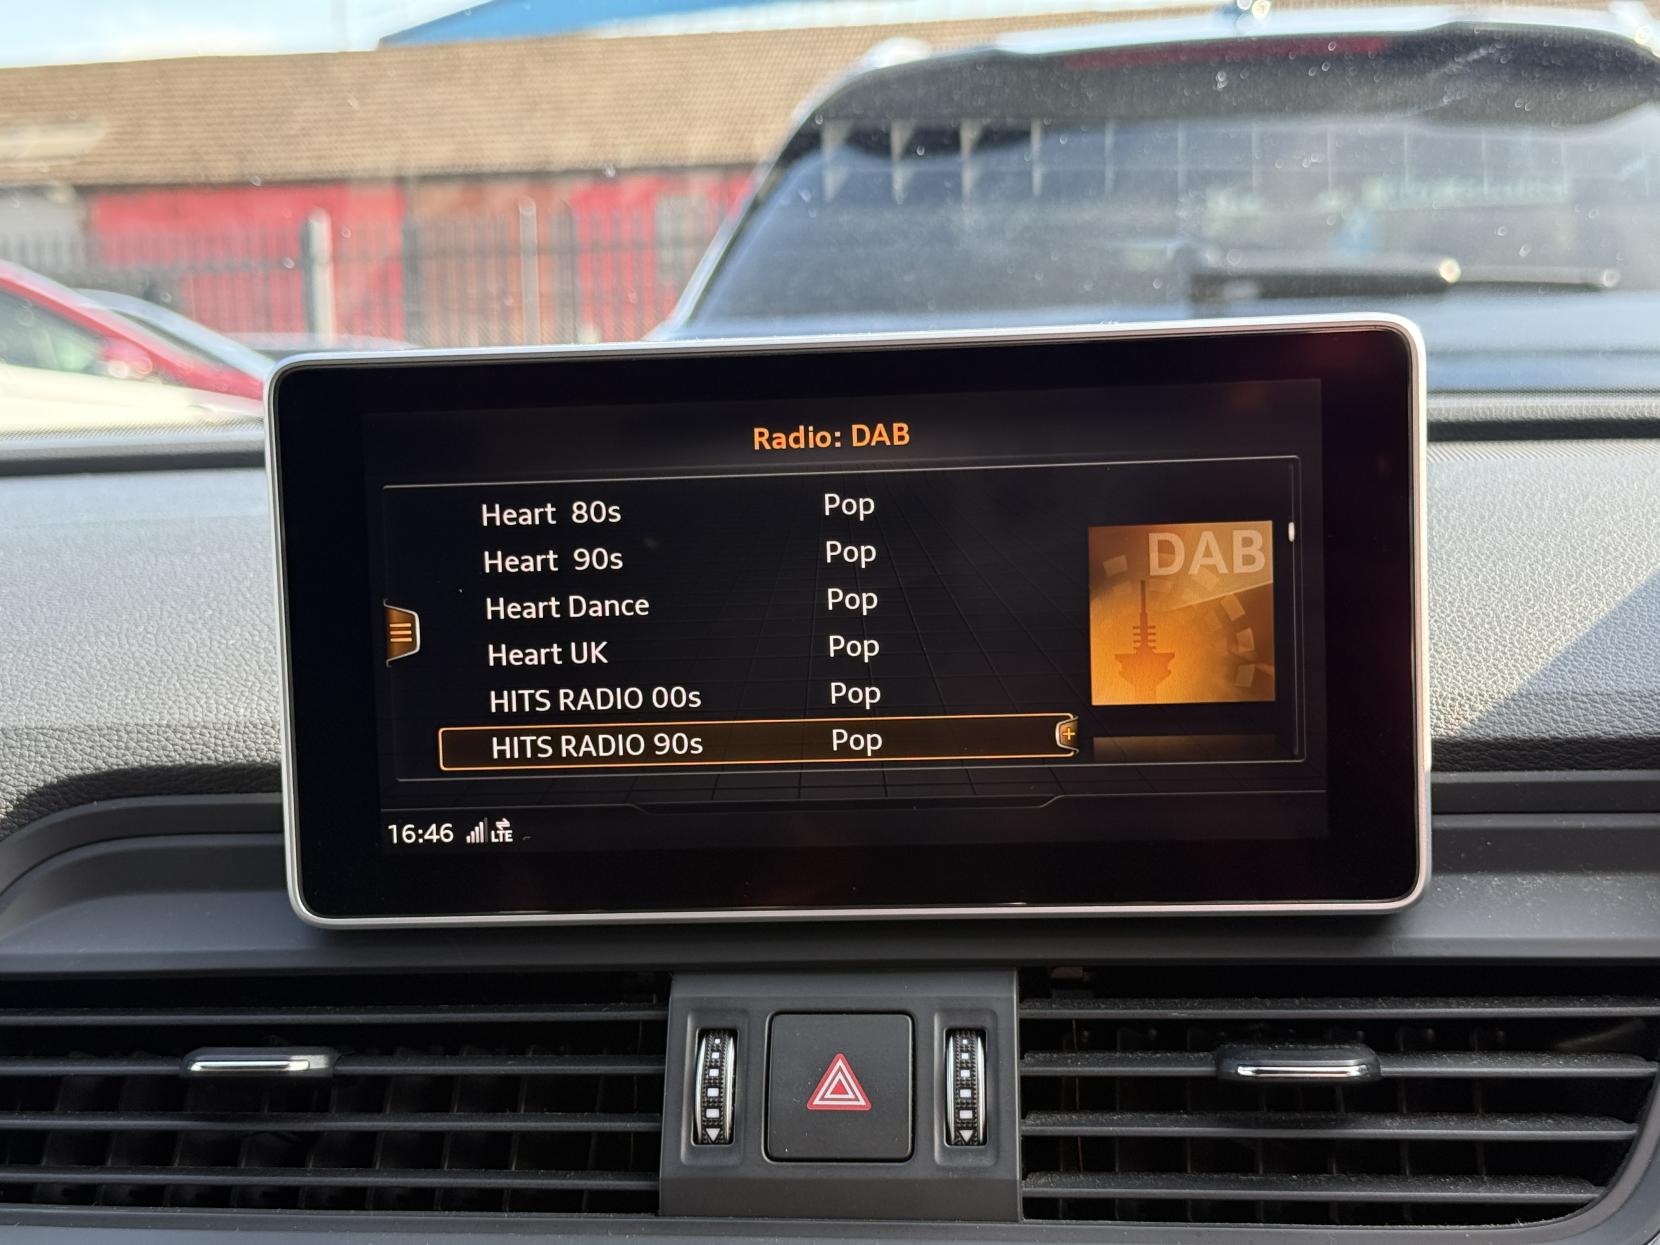 Radio: DAB
Heart 80s Pop
Heart 90s Pop
Heart Dance Pop
Heart UK Pop
HITS RADIO 00s Pop
HITS RADIO 90s Pop
DAB
16:46 LTE